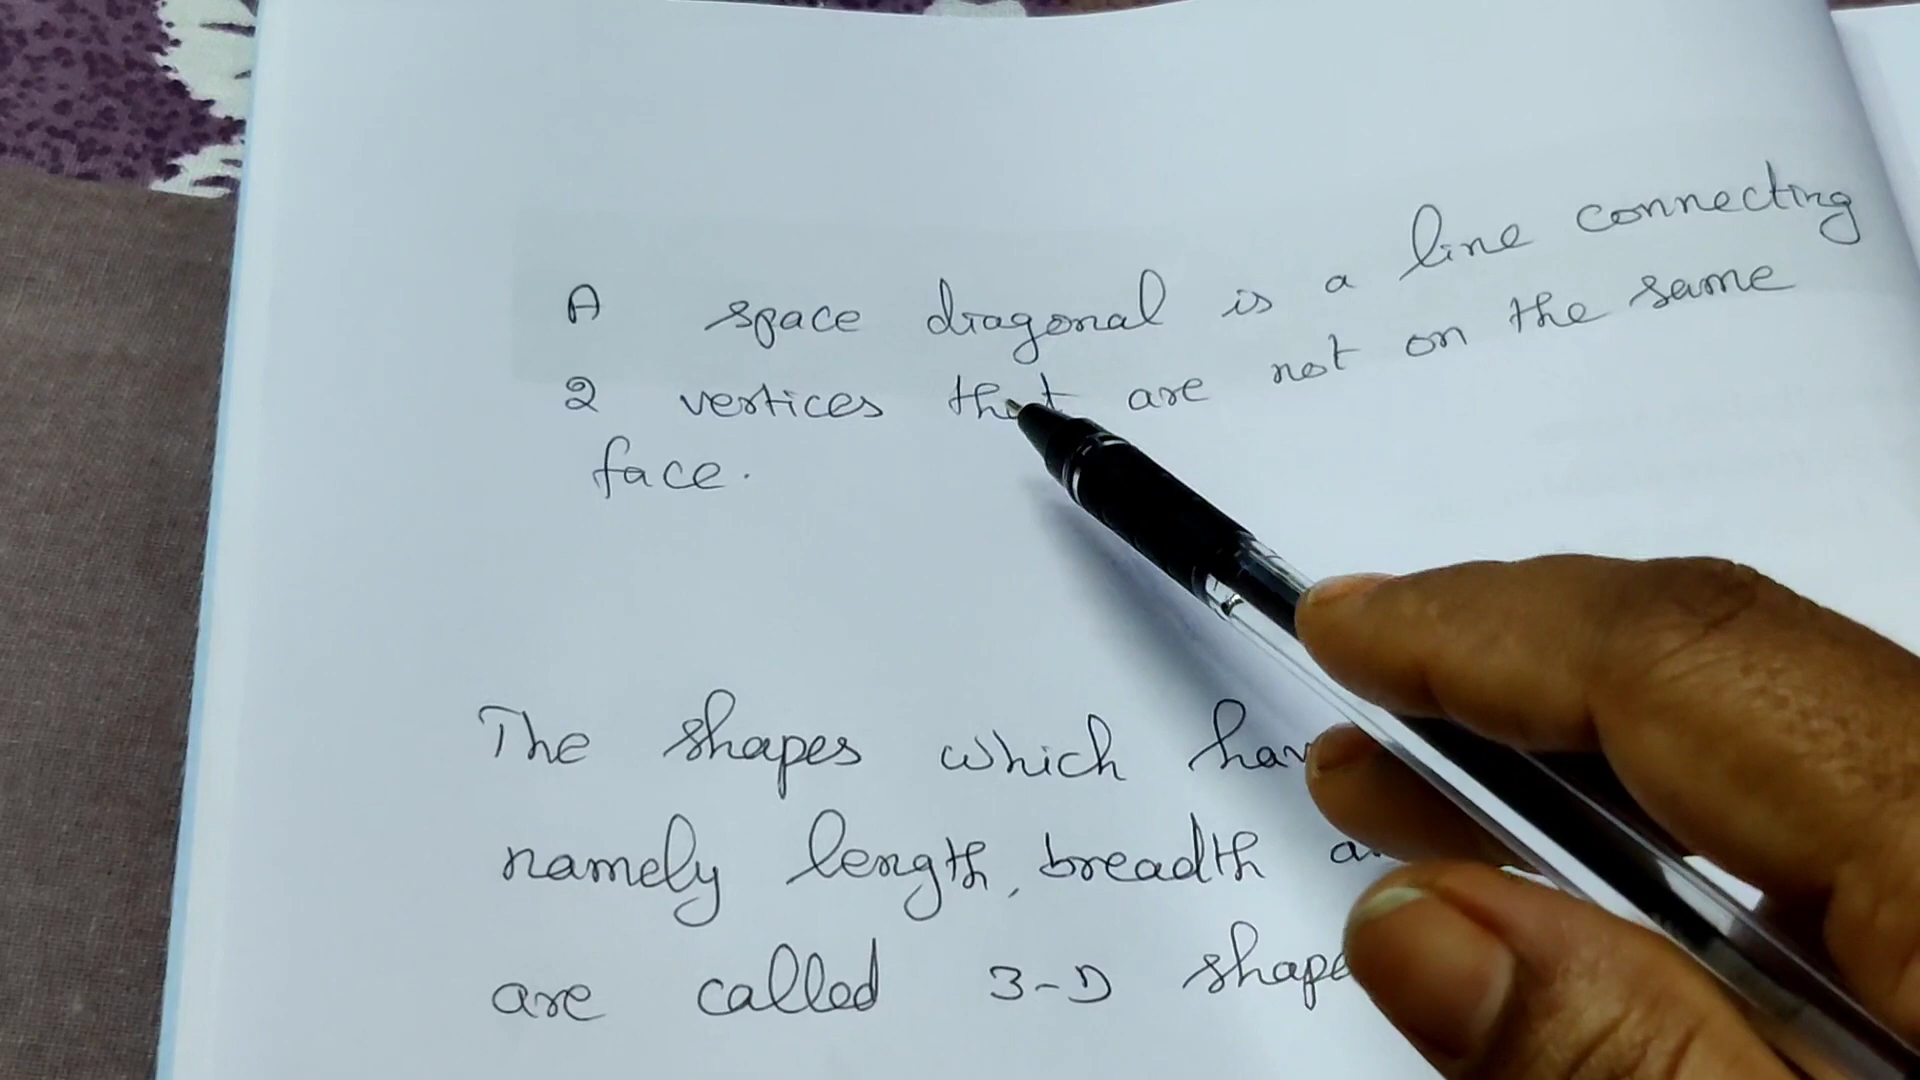 A space diagonal is a line connecting
2 vertices that are not on the same
face.
The shapes which
namely length, breadth
are called 3-D